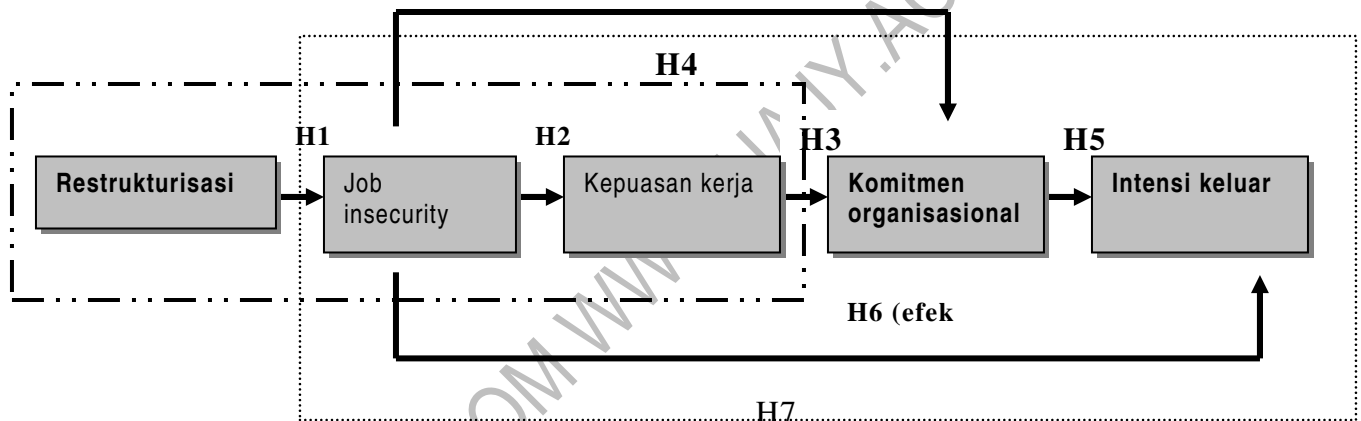 H4
H1
H2
H3
H5
Restrukturisasi
Job
insecurity
Kepuasan kerja
Komitmen
organisasional
Intensi keluar
H6 (efek
H7